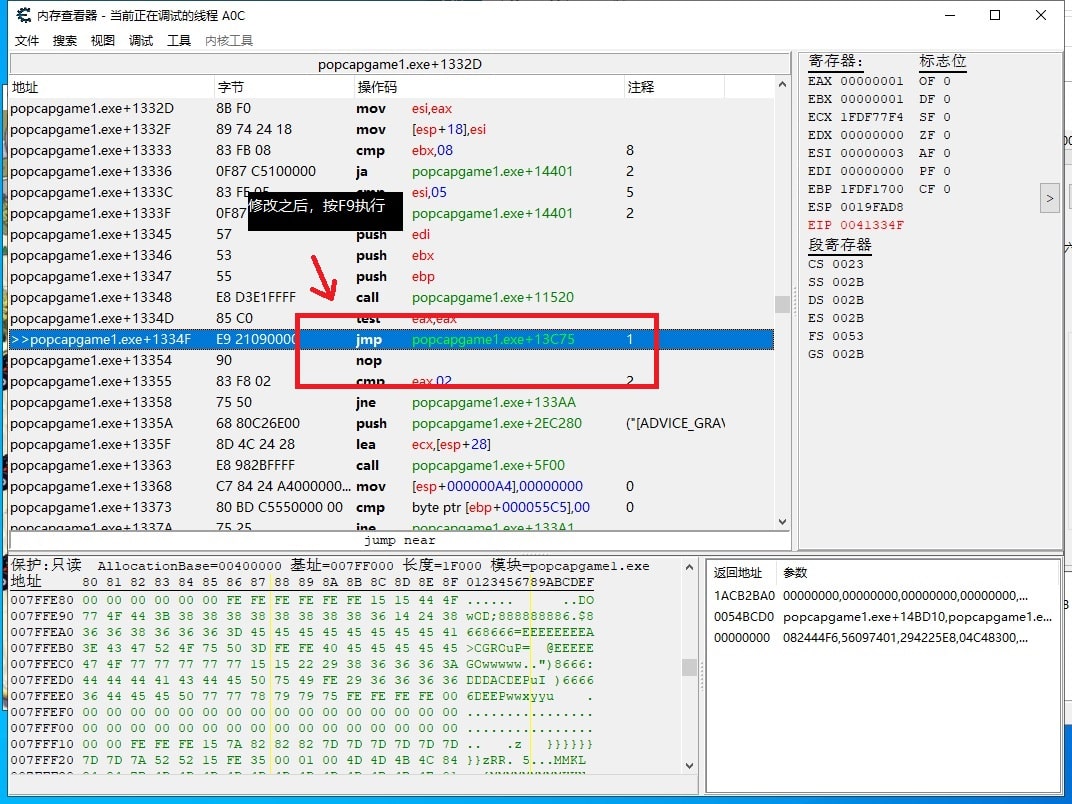 内存查看器 - 当前正在调试的线程 A0C
文件 搜索 视图 调试 工具 内核工具
popcapgame1.exe+1332D
地址 字节 操作码 注释
popcapgame1.exe+1332D 8B F0 mov esi,eax
popcapgame1.exe+1332F 89 74 24 18 mov [esp+18],esi
popcapgame1.exe+13333 83 FB 08 cmp ebx,08 8
popcapgame1.exe+13336 0F87 C5100000 ja popcapgame1.exe+14401 2
popcapgame1.exe+1333C 83 FE 05 cmp esi,05 5
popcapgame1.exe+1333F 0F87 popcapgame1.exe+14401 2
修改之后，按F9执行
popcapgame1.exe+13345 57 push edi
popcapgame1.exe+13346 53 push ebx
popcapgame1.exe+13347 55 push ebp
popcapgame1.exe+13348 E8 D3E1FFFF call popcapgame1.exe+11520
popcapgame1.exe+1334D 85 C0 test eax,eax
>>popcapgame1.exe+1334F E9 21090000 jmp popcapgame1.exe+13C75 1
popcapgame1.exe+13354 90 nop
popcapgame1.exe+13355 83 F8 02 cmp eax,02 2
popcapgame1.exe+13358 75 50 jne popcapgame1.exe+133AA
popcapgame1.exe+1335A 68 80C26E00 push popcapgame1.exe+2EC280 ("[ADVICE_GRAV
popcapgame1.exe+1335F 8D 4C 24 28 lea ecx,[esp+28]
popcapgame1.exe+13363 E8 982BFFFF call popcapgame1.exe+5F00
popcapgame1.exe+13368 C7 84 24 A4000000... mov [esp+000000A4],00000000 0
popcapgame1.exe+13373 80 BD C5550000 00 cmp byte ptr [ebp+000055C5],00 0
popcapgame1.exe+1337A 75 25 jne popcapgame1.exe+133A1
jump near
寄存器: 标志位
EAX 00000001 OF 0
EBX 00000001 DF 0
ECX 1FDF77F4 SF 0
EDX 00000000 ZF 0
ESI 00000003 AF 0
EDI 00000000 PF 0
EBP 1FDF1700 CF 0
ESP 0019FAD8
>
EIP 0041334F
段寄存器
CS 0023
SS 002B
DS 002B
ES 002B
FS 0053
GS 002B
保护:只读 AllocationBase=00400000 基址=007FF000 长度=1F000 模块=popcapgame1.exe
地址 80 81 82 83 84 85 86 87 88 89 8A 8B 8C 8D 8E 8F 0123456789ABCDEF
007FFE80 00 00 00 00 00 00 FE FE FE FE FE FE 15 15 44 4F ...... ..DO
007FFE90 77 4F 44 3B 38 38 38 38 38 38 38 38 36 14 24 38 wOD;88888886.$8
007FFEA0 36 36 38 36 36 36 3D 45 45 45 45 45 45 45 45 41 668666=EEEEEEEEA
007FFEB0 3E 43 47 52 4F 75 50 3D FE FE 40 45 45 45 45 45 >CGROuP= @EEEEE
007FFEC0 47 4F 77 77 77 77 77 15 15 22 29 38 36 36 36 3A GOwwwww..")8666:
007FFED0 44 44 44 41 43 44 45 50 75 49 FE 29 36 36 36 36 DDDACDEPuI )6666
007FFEE0 36 44 45 45 50 77 77 78 79 79 75 FE FE FE FE 00 6DEEPwwxyyu .
007FFEF0 00 00 00 00 00 00 00 00 00 00 00 00 00 00 00 00 ................
007FFF00 00 00 00 00 00 00 00 00 00 00 00 00 00 00 00 00 ................
007FFF10 00 00 FE FE FE 15 7A 82 82 82 7D 7D 7D 7D 7D 7D .. .z }}}}}}
007FFF20 7D 7D 7A 52 52 15 FE 35 00 01 00 4D 4D 4B 4C 84 }}zRR. 5...MMKL
返回地址 参数
1ACB2BA0 00000000,00000000,00000000,00000000,...
0054BCD0 popcapgame1.exe+14BD10,popcapgame1.e...
00000000 082444F6,56097401,294225E8,04C48300,...